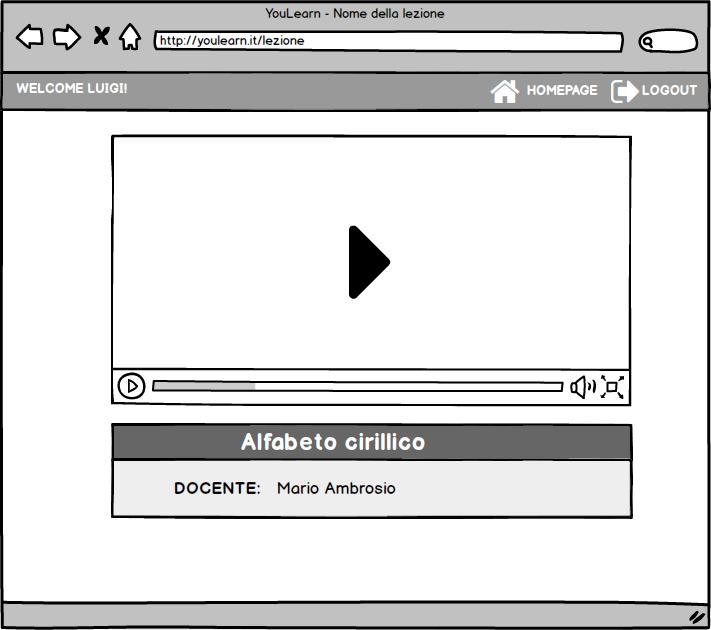 YouLearn - Nome della lezione
http://youlearn.it/lezione
WELCOME LUIGI!
HOMEPAGE
LOGOUT
Alfabeto cirillico
DOCENTE: Mario Ambrosio